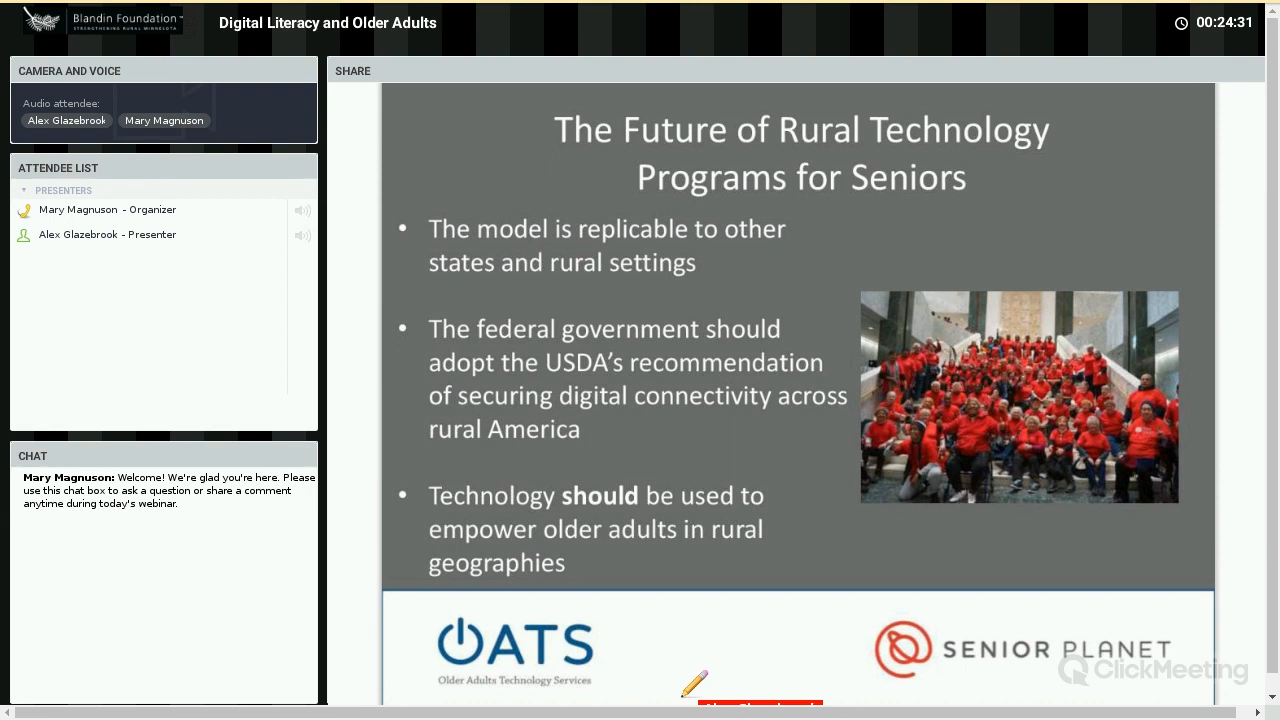 Blandin Foundation™
STRENGTHENING RURAL MINNESOTA
Digital Literacy and Older Adults
00:24:31
CAMERA AND VOICE
Audio attendee:
Alex Glazebrook
Mary Magnuson
ATTENDEE LIST
PRESENTERS
Mary Magnuson - Organizer
Alex Glazebrook - Presenter
CHAT
Mary Magnuson: Welcome! We're glad you're here. Please
use this chat box to ask a question or share a comment
anytime during today's webinar.
SHARE
The Future of Rural Technology
Programs for Seniors
• The model is replicable to other
states and rural settings
• The federal government should
adopt the USDA's recommendation
of securing digital connectivity across
rural America
• Technology should be used to
empower older adults in rural
geographies
OATS
Older Adults Technology Services
SENIOR PLANET
ClickMeeting